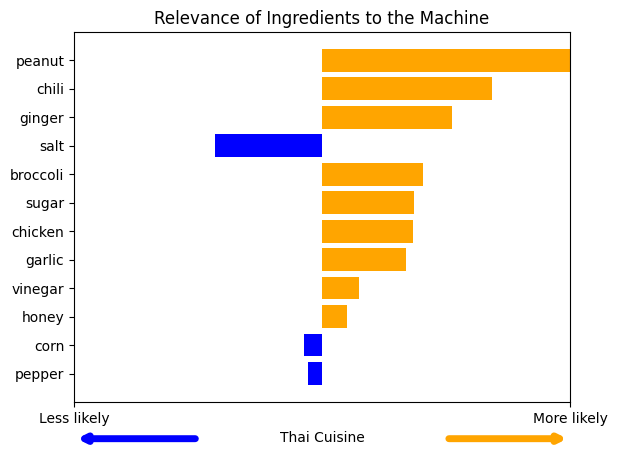 Relevance of Ingredients to the Machine
peanut
chili
ginger
salt
broccoli
sugar
chicken
garlic
vinegar
honey
corn
pepper
Less likely
More likely
Thai Cuisine